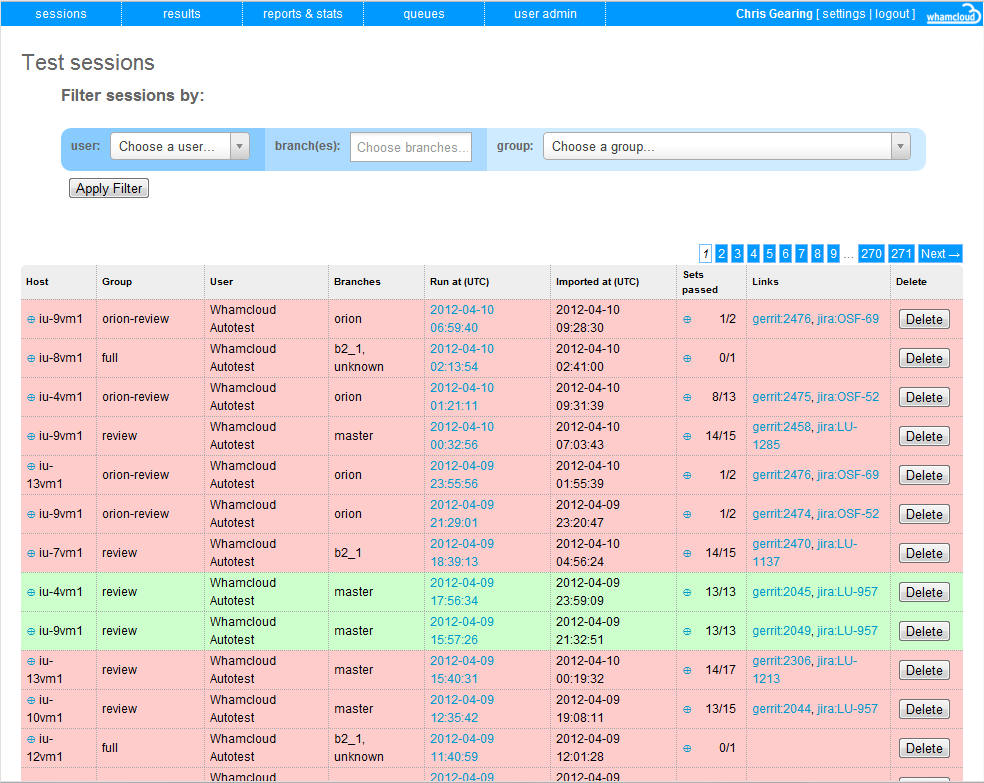 sessions results reports & stats queues user admin Chris Gearing [ settings | logout ] whamcloud
Test sessions
Filter sessions by:
user: Choose a user... branch(es): Choose branches... group: Choose a group...
Apply Filter
1 2 3 4 5 6 7 8 9 ... 270 271 Next →
Host Group User Branches Run at (UTC) Imported at (UTC) Sets passed Links Delete
⊕ iu-9vm1 orion-review Whamcloud Autotest orion 2012-04-10 06:59:40 2012-04-10 09:28:30 ⊕ 1/2 gerrit:2476, jira:OSF-69 Delete
⊕ iu-8vm1 full Whamcloud Autotest b2_1, unknown 2012-04-10 02:13:54 2012-04-10 02:41:00 ⊕ 0/1 Delete
⊕ iu-4vm1 orion-review Whamcloud Autotest orion 2012-04-10 01:21:11 2012-04-10 09:31:39 ⊕ 8/13 gerrit:2475, jira:OSF-52 Delete
⊕ iu-9vm1 review Whamcloud Autotest master 2012-04-10 00:32:56 2012-04-10 07:03:43 ⊕ 14/15 gerrit:2458, jira:LU-1285 Delete
⊕ iu-13vm1 orion-review Whamcloud Autotest orion 2012-04-09 23:55:56 2012-04-10 01:55:39 ⊕ 1/2 gerrit:2476, jira:OSF-69 Delete
⊕ iu-9vm1 orion-review Whamcloud Autotest orion 2012-04-09 21:29:01 2012-04-09 23:20:47 ⊕ 1/2 gerrit:2474, jira:OSF-52 Delete
⊕ iu-7vm1 review Whamcloud Autotest b2_1 2012-04-09 18:39:13 2012-04-10 04:56:24 ⊕ 14/15 gerrit:2470, jira:LU-1137 Delete
⊕ iu-4vm1 review Whamcloud Autotest master 2012-04-09 17:56:34 2012-04-09 23:59:09 ⊕ 13/13 gerrit:2045, jira:LU-957 Delete
⊕ iu-9vm1 review Whamcloud Autotest master 2012-04-09 15:57:26 2012-04-09 21:32:51 ⊕ 13/13 gerrit:2049, jira:LU-957 Delete
⊕ iu-13vm1 review Whamcloud Autotest master 2012-04-09 15:40:31 2012-04-10 00:19:32 ⊕ 14/17 gerrit:2306, jira:LU-1213 Delete
⊕ iu-10vm1 review Whamcloud Autotest master 2012-04-09 12:35:42 2012-04-09 19:08:11 ⊕ 13/15 gerrit:2044, jira:LU-957 Delete
⊕ iu-12vm1 full Whamcloud Autotest b2_1, unknown 2012-04-09 11:40:59 2012-04-09 12:01:28 ⊕ 0/1 Delete
Whamcloud 2012-04-09 2012-04-09